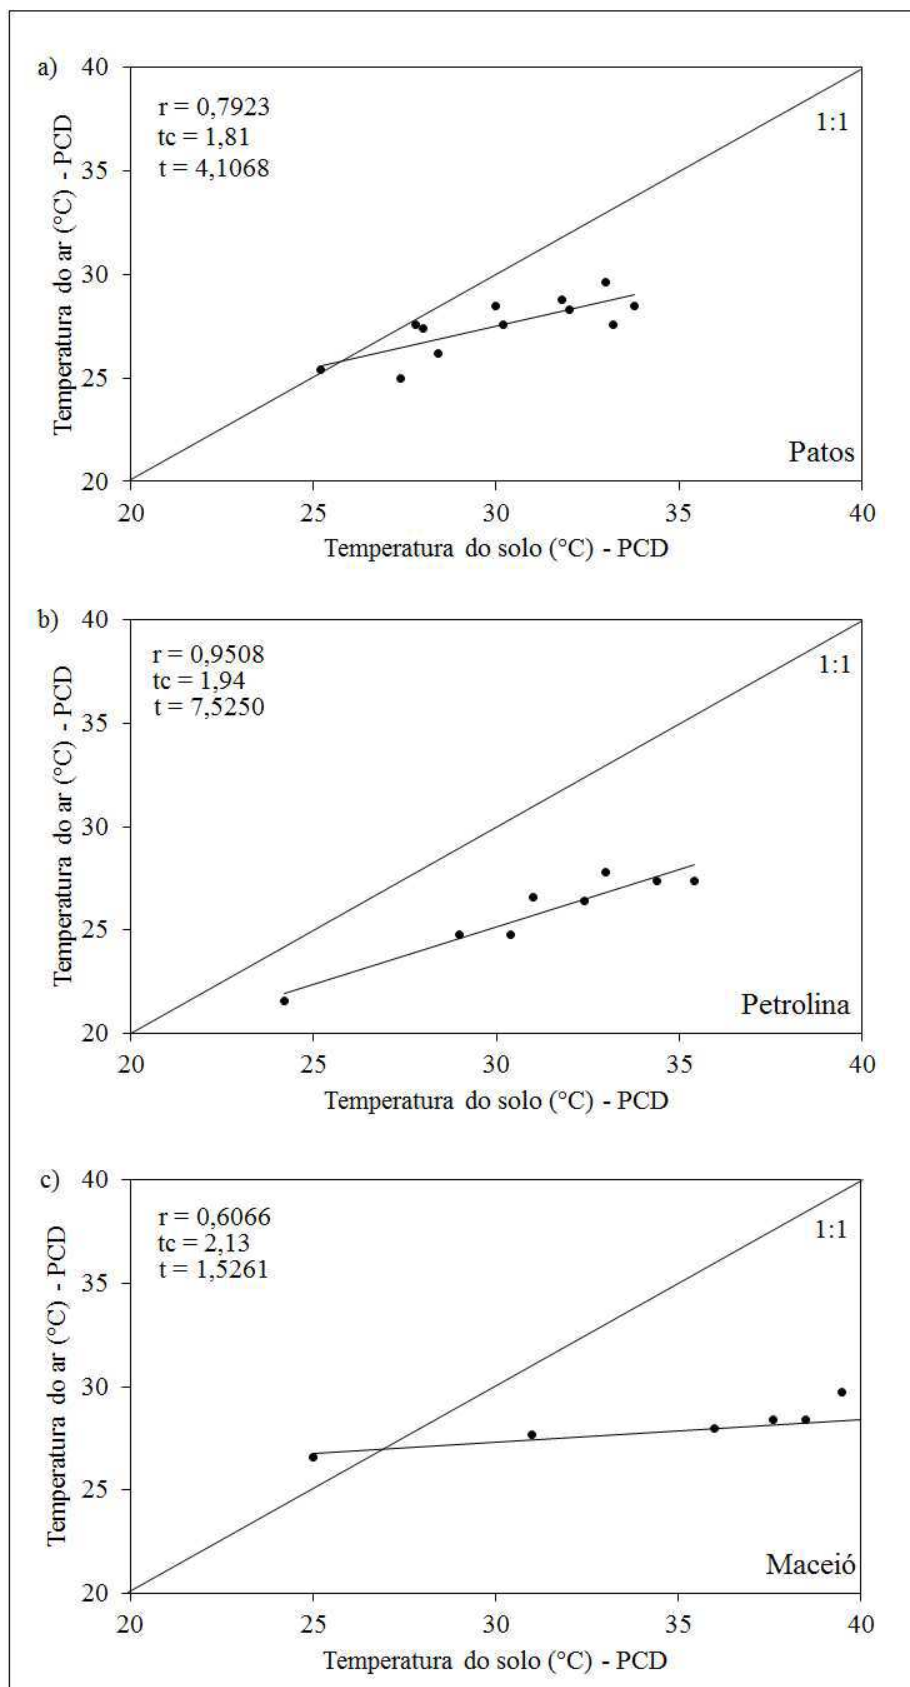 a)
40
r = 0,7923
tc = 1,81
t = 4,1068
1:1
35
30
25
20
Temperatura do ar (°C) - PCD
Patos
20 25 30 35 40
Temperatura do solo (°C) - PCD
b)
40
r = 0,9508
tc = 1,94
t = 7,5250
1:1
35
30
25
20
Temperatura do ar (°C) - PCD
Petrolina
20 25 30 35 40
Temperatura do solo (°C) - PCD
c)
40
r = 0,6066
tc = 2,13
t = 1,5261
1:1
35
30
25
20
Temperatura do ar (°C) - PCD
Maceió
20 25 30 35 40
Temperatura do solo (°C) - PCD